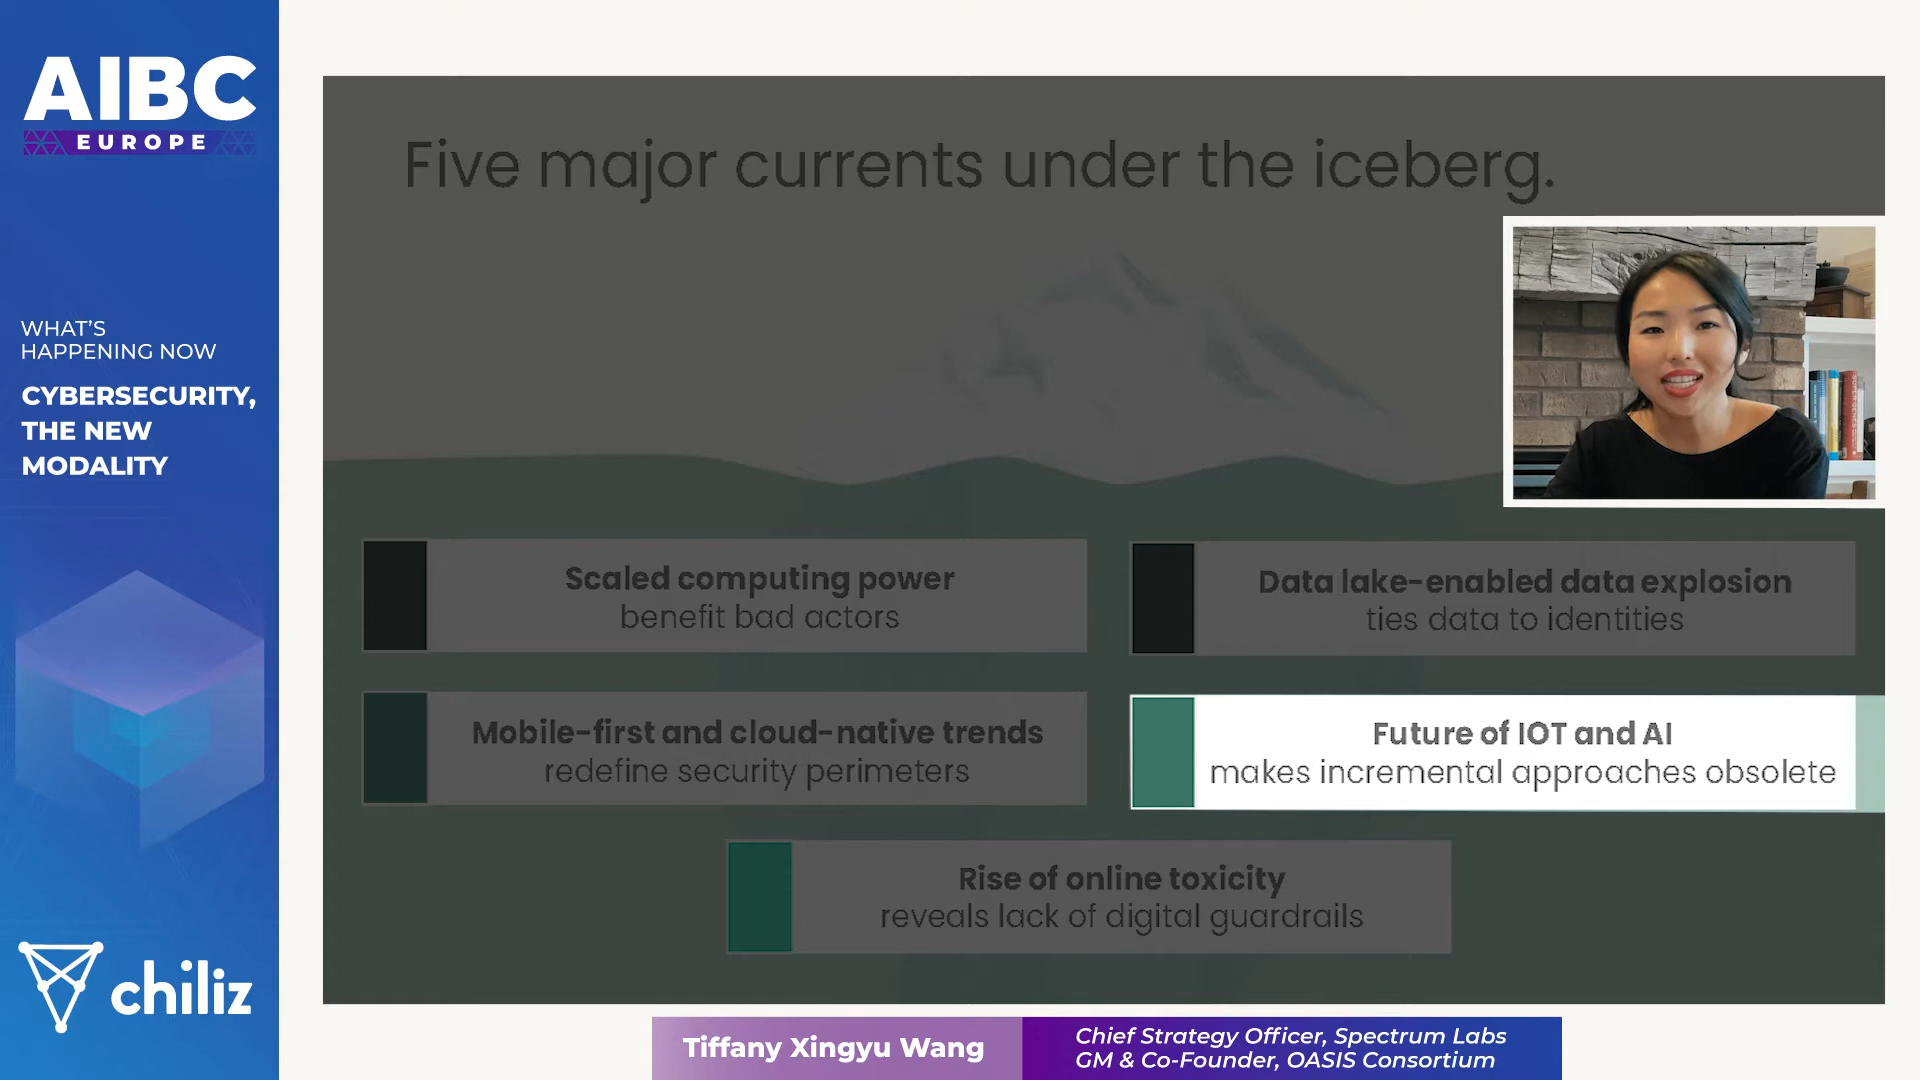 AIBC
EUROPE
WHAT'S
HAPPENING NOW
CYBERSECURITY,
THE NEW
MODALITY
chiliz
Five major currents under the iceberg.
Scaled computing power
benefit bad actors
Data lake-enabled data explosion
ties data to identities
Mobile-first and cloud-native trends
redefine security perimeters
Future of IOT and AI
makes incremental approaches obsolete
Rise of online toxicity
reveals lack of digital guardrails
Tiffany Xingyu Wang
Chief Strategy Officer, Spectrum Labs
GM & Co-Founder, OASIS Consortium